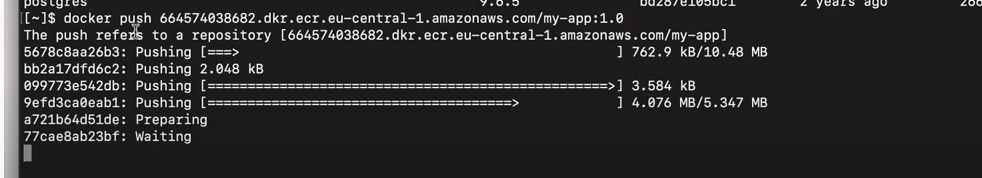 postgres 9.6.5 bd287e105bc1 2 years ago 266
[~]$ docker push 664574038682.dkr.ecr.eu-central-1.amazonaws.com/my-app:1.0
The push refers to a repository [664574038682.dkr.ecr.eu-central-1.amazonaws.com/my-app]
5678c8aa26b3: Pushing [===> ] 762.9 kB/10.48 MB
bb2a17dfd6c2: Pushing 2.048 kB
099773e542db: Pushing [==================================================>] 3.584 kB
9efd3ca0eab1: Pushing [======================================> ] 4.076 MB/5.347 MB
a721b64d51de: Preparing
77cae8ab23bf: Waiting